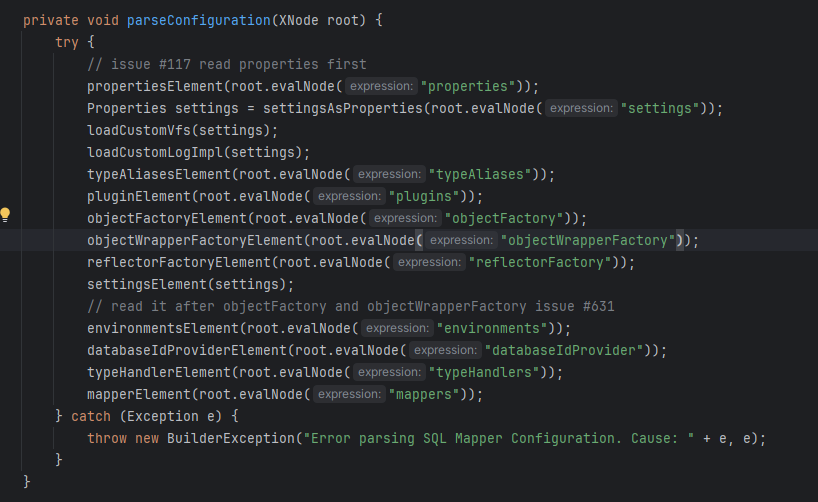 private void parseConfiguration(XNode root) {
try {
// issue #117 read properties first
propertiesElement(root.evalNode( expression: "properties"));
Properties settings = settingsAsProperties(root.evalNode( expression: "settings"));
loadCustomVfs(settings);
loadCustomLogImpl(settings);
typeAliasesElement(root.evalNode( expression: "typeAliases"));
pluginElement(root.evalNode( expression: "plugins"));
objectFactoryElement(root.evalNode( expression: "objectFactory"));
objectWrapperFactoryElement(root.evalNode( expression: "objectWrapperFactory"));
reflectorFactoryElement(root.evalNode( expression: "reflectorFactory"));
settingsElement(settings);
// read it after objectFactory and objectWrapperFactory issue #631
environmentsElement(root.evalNode( expression: "environments"));
databaseIdProviderElement(root.evalNode( expression: "databaseIdProvider"));
typeHandlerElement(root.evalNode( expression: "typeHandlers"));
mapperElement(root.evalNode( expression: "mappers"));
} catch (Exception e) {
throw new BuilderException("Error parsing SQL Mapper Configuration. Cause: " + e, e);
}
}